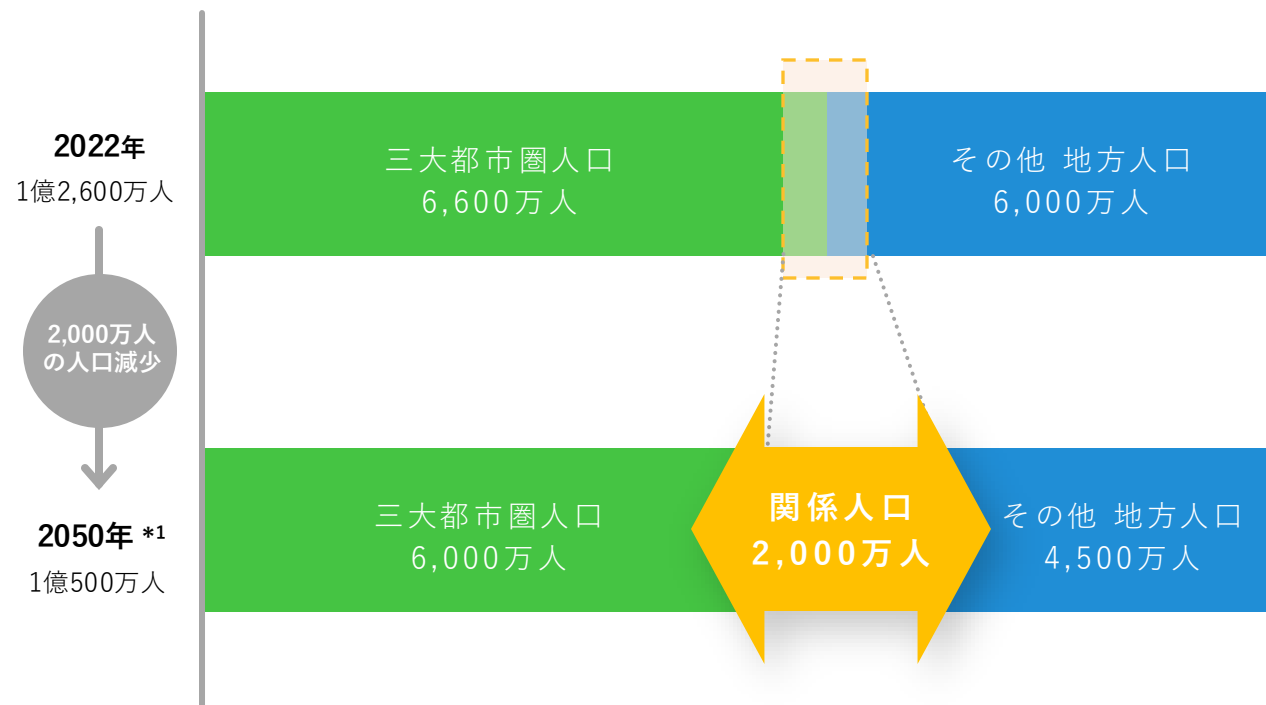 2022年
1億2,600万人
三大都市圏人口
6,600万人
その他 地方人口
6,000万人
2,000万人
の人口減少
2050年 *1
1億500万人
三大都市圏人口
6,000万人
関係人口
2,000万人
その他 地方人口
4,500万人